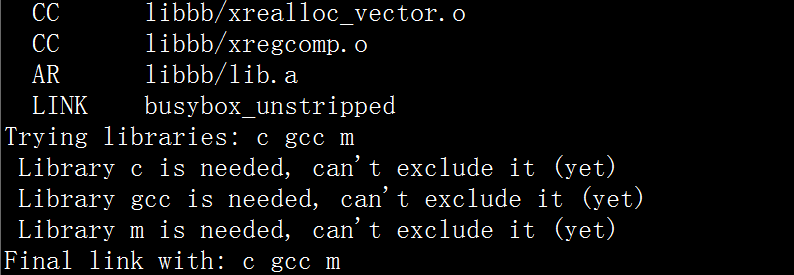 CC      libbb/xrealloc_vector.o
CC      libbb/xregcomp.o
AR      libbb/lib.a
LINK    busybox_unstripped
Trying libraries: c gcc m
 Library c is needed, can't exclude it (yet)
 Library gcc is needed, can't exclude it (yet)
 Library m is needed, can't exclude it (yet)
Final link with: c gcc m